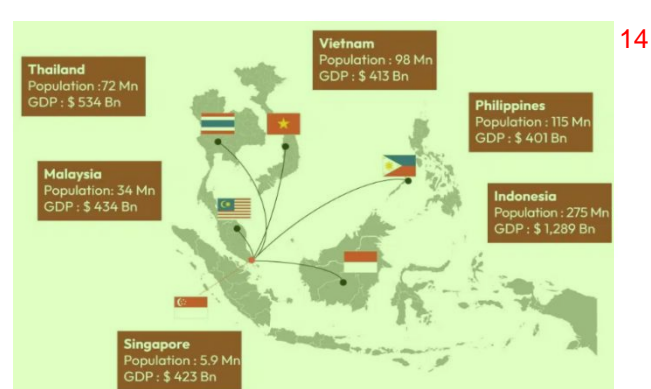 14
Vietnam
Population : 98 Mn
GDP : $ 413 Bn
Thailand
Population :72 Mn
GDP : $ 534 Bn
Philippines
Population : 115 Mn
GDP : $ 401 Bn
Malaysia
Population: 34 Mn
GDP : $ 434 Bn
Indonesia
Population : 275 Mn
GDP : $ 1,289 Bn
Singapore
Population : 5.9 Mn
GDP : $ 423 Bn